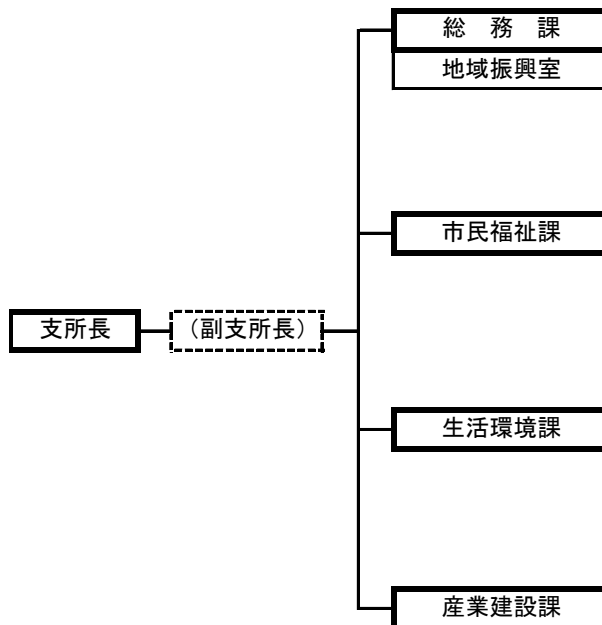 総　務　課
地域振興室
市民福祉課
支所長
（副支所長）
生活環境課
産業建設課